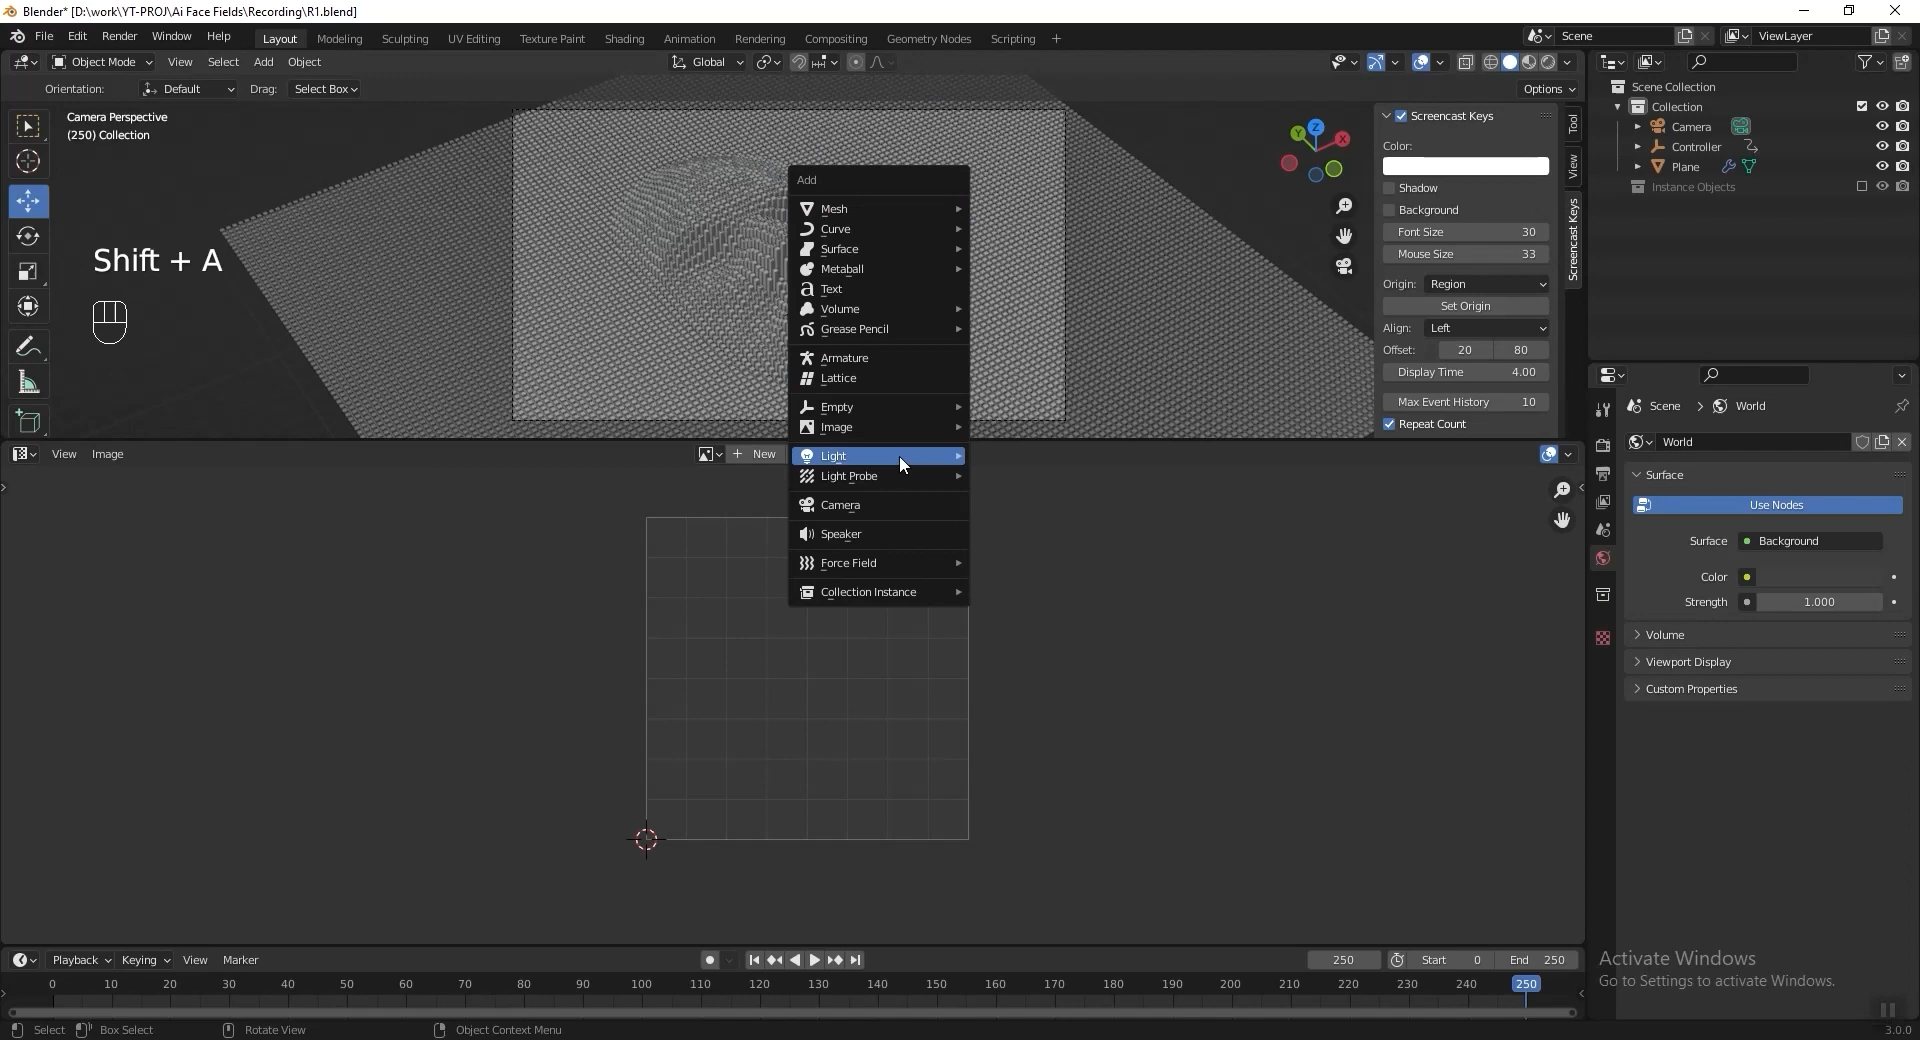 Blender* [D:\work\YT-PROJ\Ai Face Fields\Recording\R1.blend]
File Edit Render Window Help Layout Modeling Sculpting UV Editing Texture Paint Shading Animation Rendering Compositing Geometry Nodes Scripting + Scene ViewLayer
Object Mode View Select Add Object Global
Orientation: Default Drag: Select Box Options
Camera Perspective
(250) Collection
Shift + A
Add
Mesh
Curve
Surface
Metaball
Text
Volume
Grease Pencil
Armature
Lattice
Empty
Image
Light
Light Probe
Camera
Speaker
Force Field
Collection Instance
Z
Y
X
Screencast Keys
Color:
Shadow
Background
Font Size 30
Mouse Size 33
Origin: Region
Set Origin
Align: Left
Offset: 20 80
Display Time 4.00
Max Event History 10
Repeat Count
Tool
View
Screencast Keys
Scene Collection
Collection
Camera
Controller
Plane
Instance Objects
Scene > World
World
Surface
Use Nodes
Surface Background
Color
Strength 1.000
Volume
Viewport Display
Custom Properties
View Image New
Playback Keying View Marker 250 Start 0 End 250
0 10 20 30 40 50 60 70 80 90 100 110 120 130 140 150 160 170 180 190 200 210 220 230 240 250
Activate Windows
Go to Settings to activate Windows.
Select Box Select Rotate View Object Context Menu 3.0.0